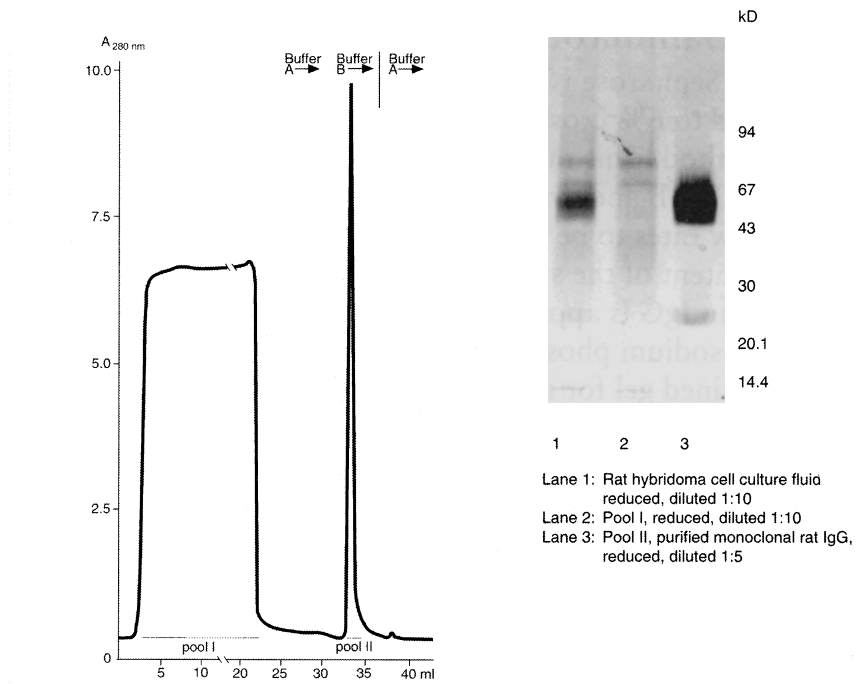 A 280 nm
Buffer A Buffer B Buffer A
10.0
7.5
5.0
2.5
0
pool I pool II
5 10 20 25 30 35 40 ml
kD
94
67
43
30
20.1
14.4
1 2 3
Lane 1: Rat hybridoma cell culture fluid
reduced, diluted 1:10
Lane 2: Pool I, reduced, diluted 1:10
Lane 3: Pool II, purified monoclonal rat IgG,
reduced, diluted 1:5